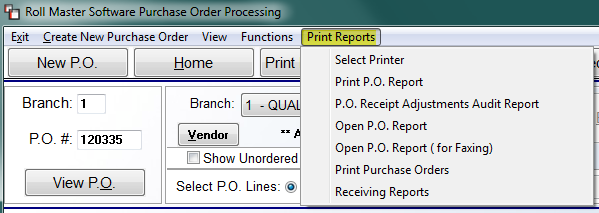 Roll Master Software Purchase Order Processing
Exit Create New Purchase Order View Functions Print Reports
New P.O. Home Print
Select Printer
Print P.O. Report
P.O. Receipt Adjustments Audit Report
Open P.O. Report
Open P.O. Report ( for Faxing)
Print Purchase Orders
Receiving Reports
Branch: 1
P.O. #: 120335
View P.O.
Branch: 1 - QUAL
Vendor ** A
Show Unordered
Select P.O. Lines: